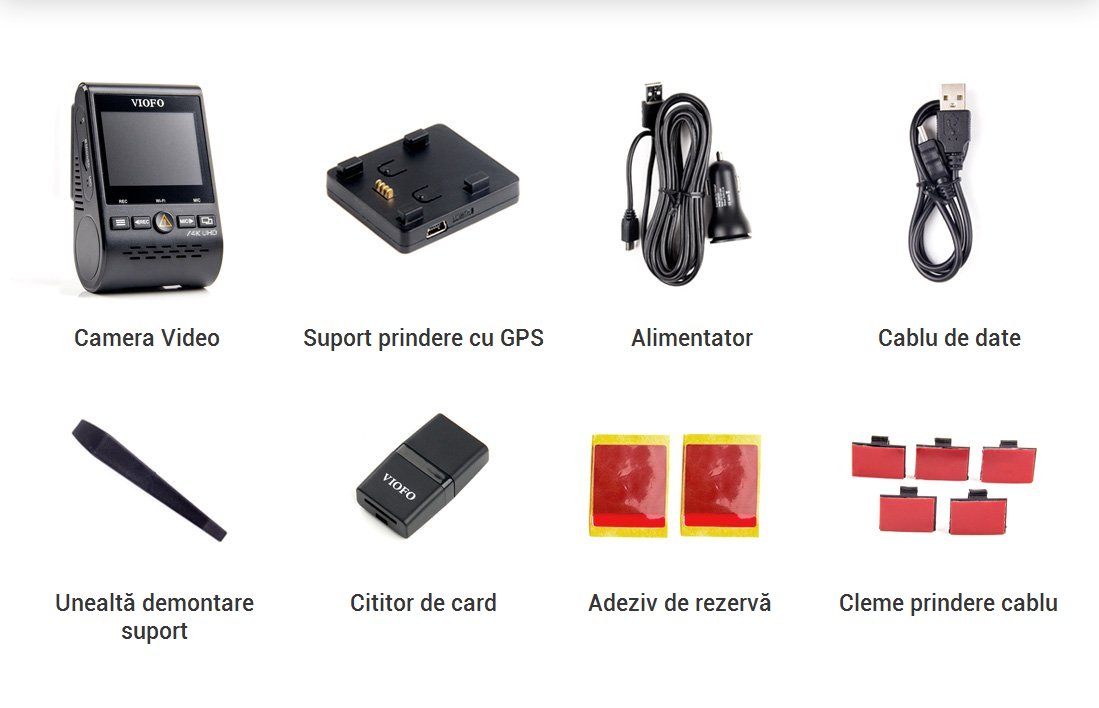 VIOFO
REC Wi-Fi MIC
REC MIC
4K UHD
Camera Video
Suport prindere cu GPS
Alimentator
Cablu de date
VIOFO
Unealtă demontare
suport
Cititor de card
Adeziv de rezervă
Cleme prindere cablu